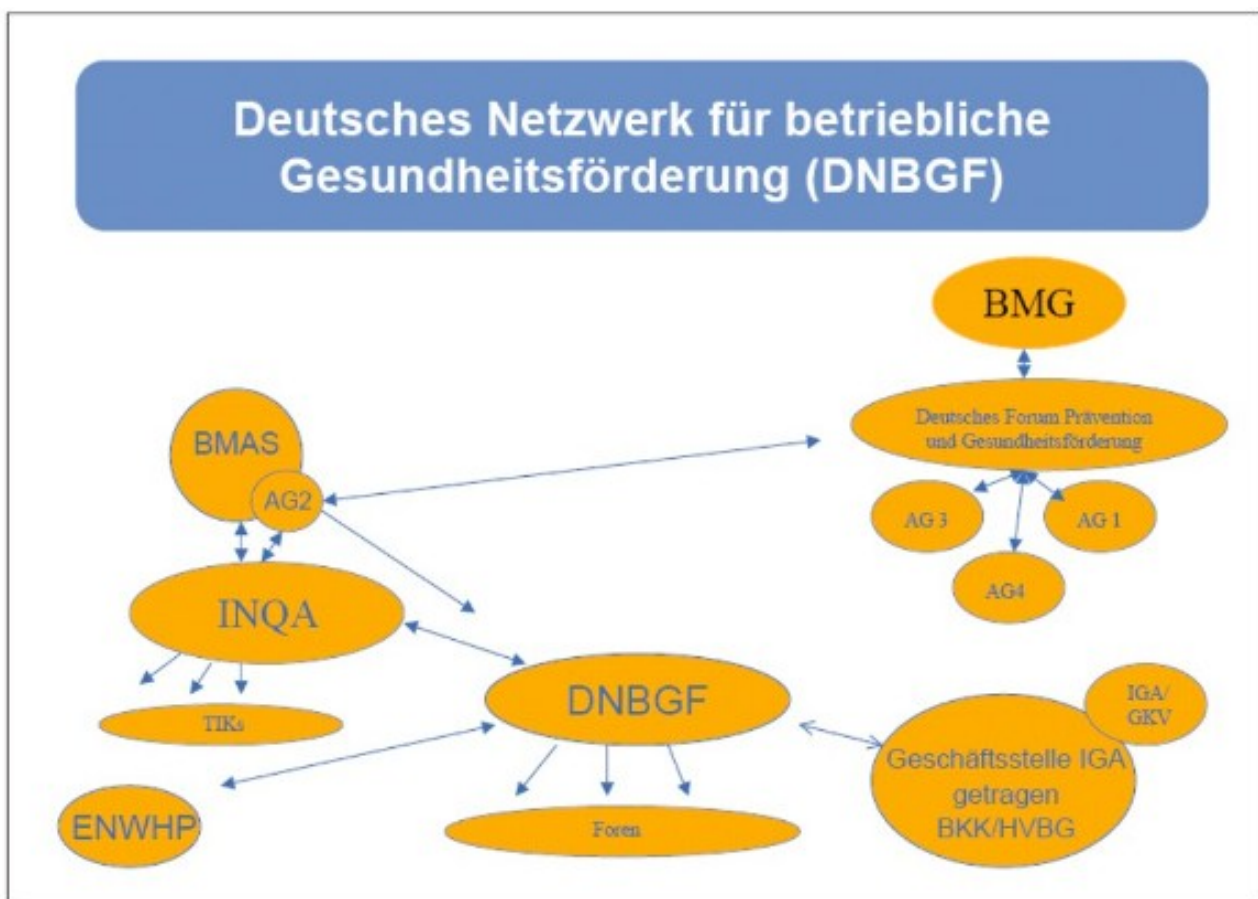 Deutsches Netzwerk für betriebliche
Gesundheitsförderung (DNBGF)
BMG
Deutsches Forum Prävention
und Gesundheitsförderung
BMAS
AG2
AG 3
AG 1
AG4
INQA
TIKs
DNBGF
IGA/
GKV
Geschäftsstelle IGA
getragen
BKK/HVBG
ENWHP
Foren